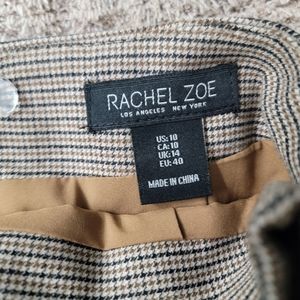 RACHEL ZOE
LOS ANGELES NEW YORK
US:10
CA:10
UK:14
EU: 40
MADE IN CHINA